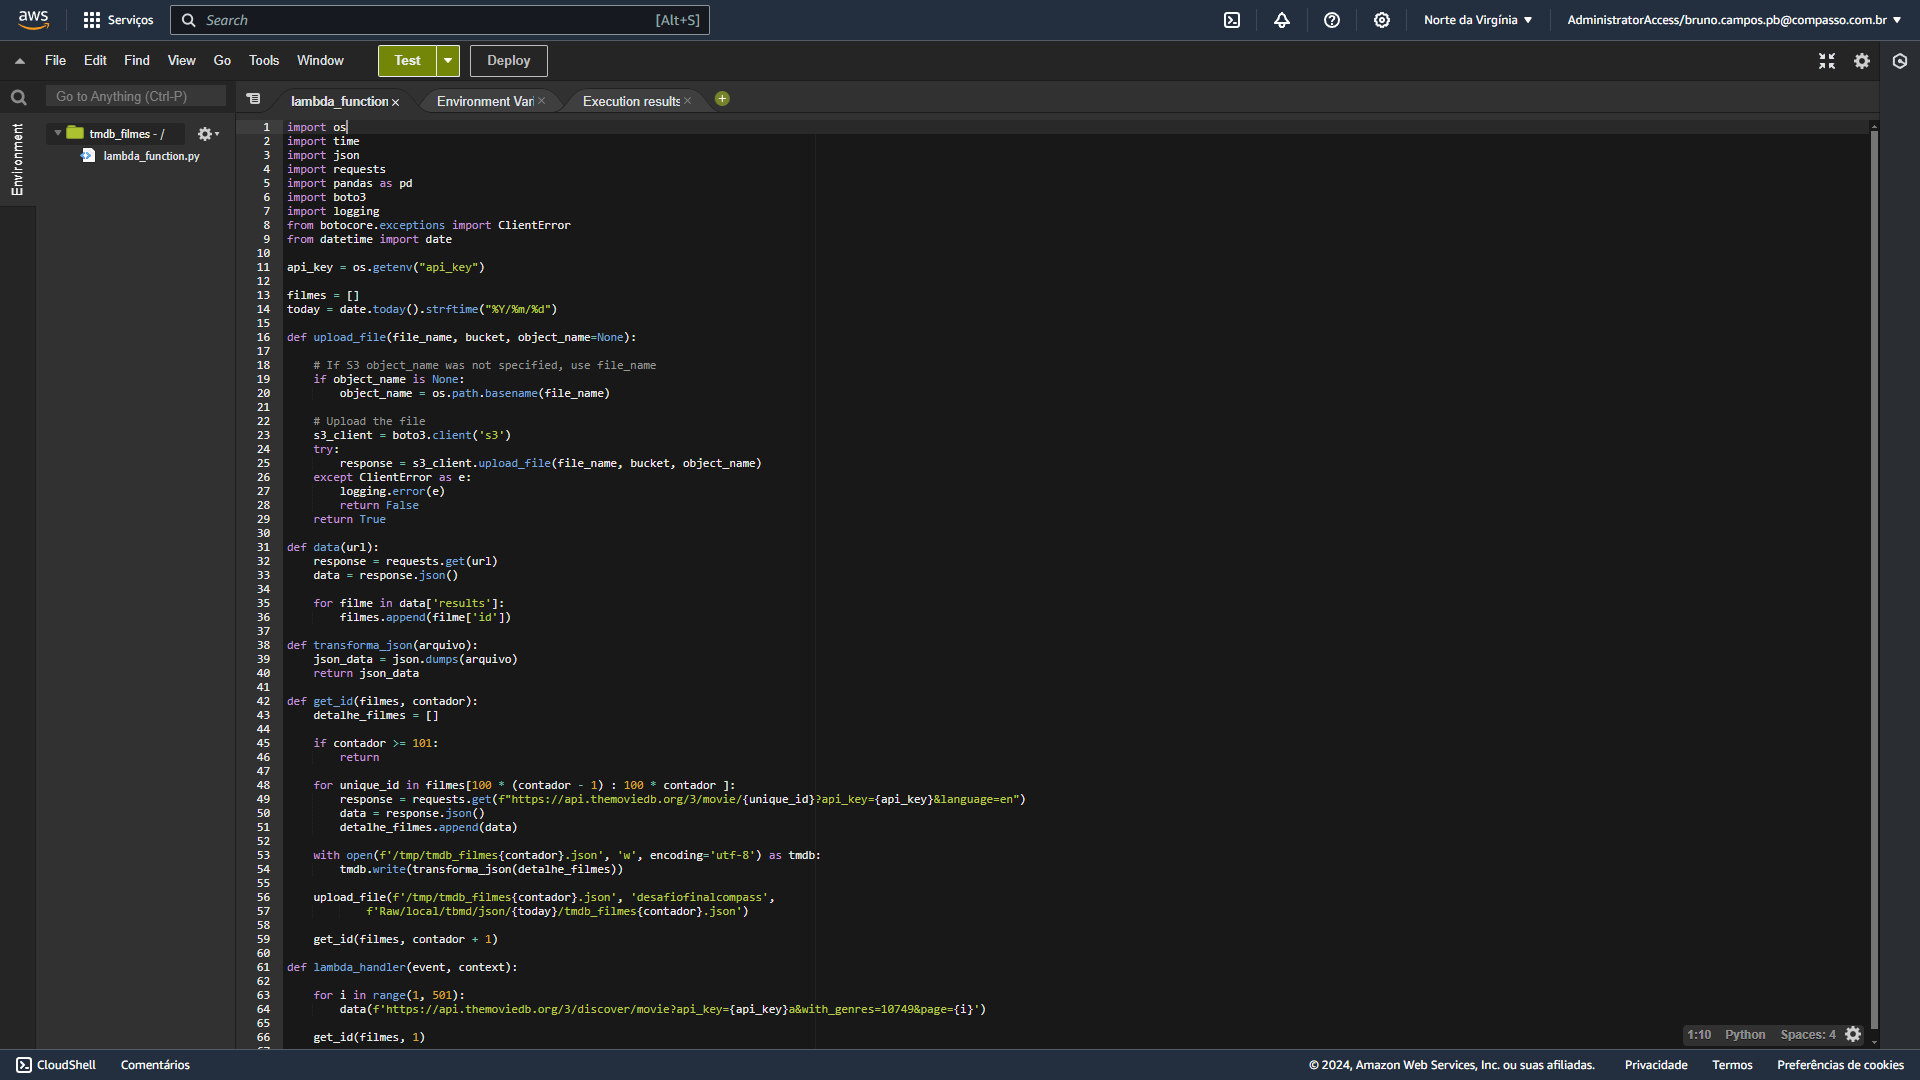 aws Serviços Search [Alt+S] Norte da Virgínia AdministratorAccess/bruno.campos.pb@compasso.com.br
File Edit Find View Go Tools Window Test Deploy
Go to Anything (Ctrl-P)
lambda_function Environment Var Execution results
Environment
tmdb_filmes - /
lambda_function.py
1 import os
2 import time
3 import json
4 import requests
5 import pandas as pd
6 import boto3
7 import logging
8 from botocore.exceptions import ClientError
9 from datetime import date
10
11 api_key = os.getenv("api_key")
12
13 filmes = []
14 today = date.today().strftime("%Y/%m/%d")
15
16 def upload_file(file_name, bucket, object_name=None):
17
18     # If S3 object_name was not specified, use file_name
19     if object_name is None:
20         object_name = os.path.basename(file_name)
21
22     # Upload the file
23     s3_client = boto3.client('s3')
24     try:
25         response = s3_client.upload_file(file_name, bucket, object_name)
26     except ClientError as e:
27         logging.error(e)
28         return False
29     return True
30
31 def data(url):
32     response = requests.get(url)
33     data = response.json()
34
35     for filme in data['results']:
36         filmes.append(filme['id'])
37
38 def transforma_json(arquivo):
39     json_data = json.dumps(arquivo)
40     return json_data
41
42 def get_id(filmes, contador):
43     detalhe_filmes = []
44
45     if contador >= 101:
46         return
47
48     for unique_id in filmes[100 * (contador - 1) : 100 * contador ]:
49         response = requests.get(f"https://api.themoviedb.org/3/movie/{unique_id}?api_key={api_key}&language=en")
50         data = response.json()
51         detalhe_filmes.append(data)
52
53     with open(f'/tmp/tmdb_filmes{contador}.json', 'w', encoding='utf-8') as tmdb:
54         tmdb.write(transforma_json(detalhe_filmes))
55
56     upload_file(f'/tmp/tmdb_filmes{contador}.json', 'desafiofinalcompass',
57             f'Raw/local/tbmd/json/{today}/tmdb_filmes{contador}.json')
58
59     get_id(filmes, contador + 1)
60
61 def lambda_handler(event, context):
62
63     for i in range(1, 501):
64         data(f'https://api.themoviedb.org/3/discover/movie?api_key={api_key}a&with_genres=10749&page={i}')
65
66     get_id(filmes, 1)
1:10 Python Spaces: 4
CloudShell Comentários © 2024, Amazon Web Services, Inc. ou suas afiliadas. Privacidade Termos Preferências de cookies